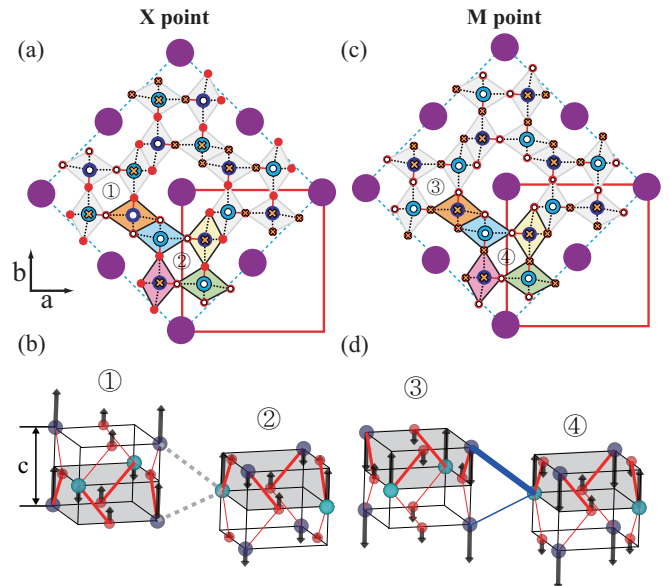 X point
M point
(a)
(c)
①
③
②
④
b
a
(b)
(d)
①
③
②
④
c